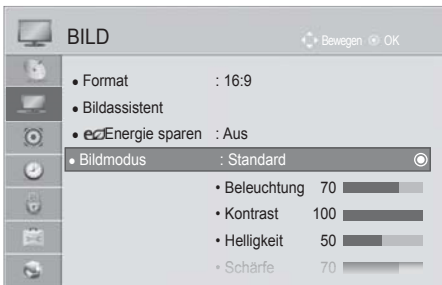 BILD
Bewegen OK
• Format : 16:9
• Bildassistent
• eco Energie sparen : Aus
• Bildmodus : Standard
• Beleuchtung 70
• Kontrast 100
• Helligkeit 50
• Schärfe 70